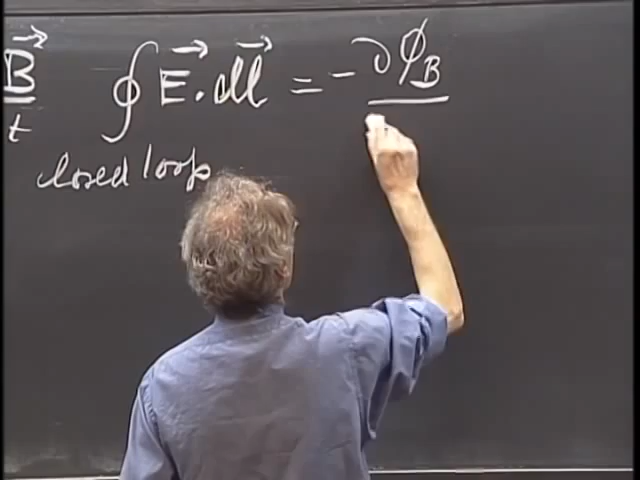 B⃗ ∮ E⃗ · dl⃗ = - ∂ϕ_B
t
closed loop